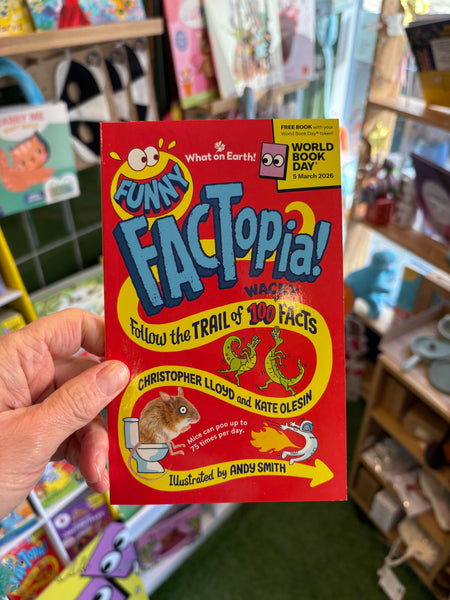 What on Earth!
FREE BOOK with your
World Book Day® token!
WORLD
BOOK
DAY
5 March 2026
FUNNY
FACTopia!
WACKY
Follow the TRAIL of 100 FACTS
CHRISTOPHER LLOYD and
KATE OLESIN
Mice can poo up to
75 times per day.
Illustrated by ANDY SMITH